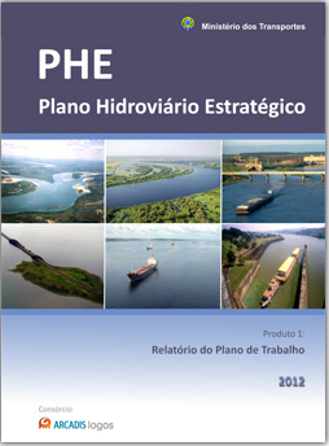 Ministério dos Transportes
PHE
Plano Hidroviário Estratégico
Produto 1:
Relatório do Plano de Trabalho
2012
Consórcio
ARCADIS logos